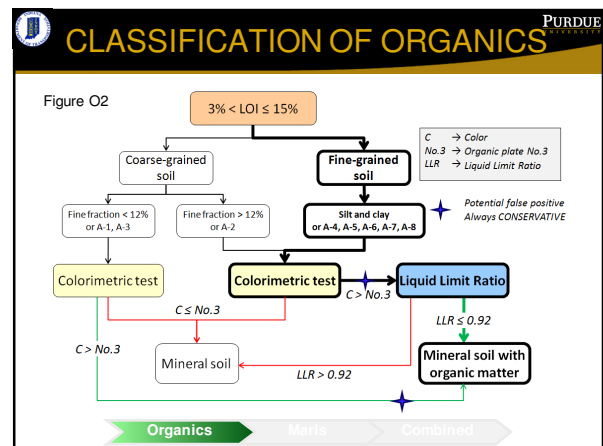 PURDUE
UNIVERSITY
CLASSIFICATION OF ORGANICS
Figure O2
3% < LOI ≤ 15%
C → Color
No.3 → Organic plate No.3
LLR → Liquid Limit Ratio
Coarse-grained
soil
Fine-grained
soil
Potential false positive
Always CONSERVATIVE
Fine fraction < 12%
or A-1, A-3
Fine fraction > 12%
or A-2
Silt and clay
or A-4, A-5, A-6, A-7, A-8
Colorimetric test
Colorimetric test
C > No.3
Liquid Limit Ratio
C ≤ No.3
LLR ≤ 0.92
C > No.3
Mineral soil
LLR > 0.92
Mineral soil with
organic matter
Organics
Marls
Combined